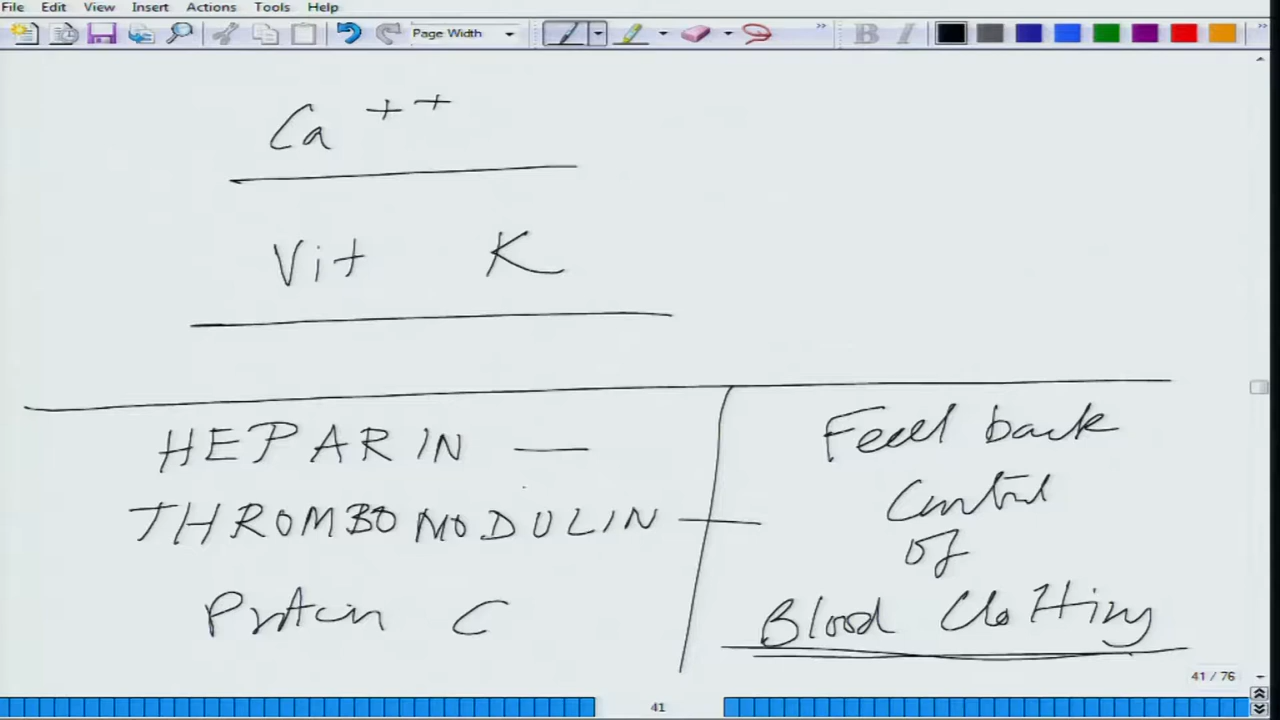 File Edit View Insert Actions Tools Help
Page Width B I
Ca ++
Vit K
HEPARIN —
THROMBOMODULIN —
Protein C
Feed back
Control
of
Blood Clotting
41 / 76
41